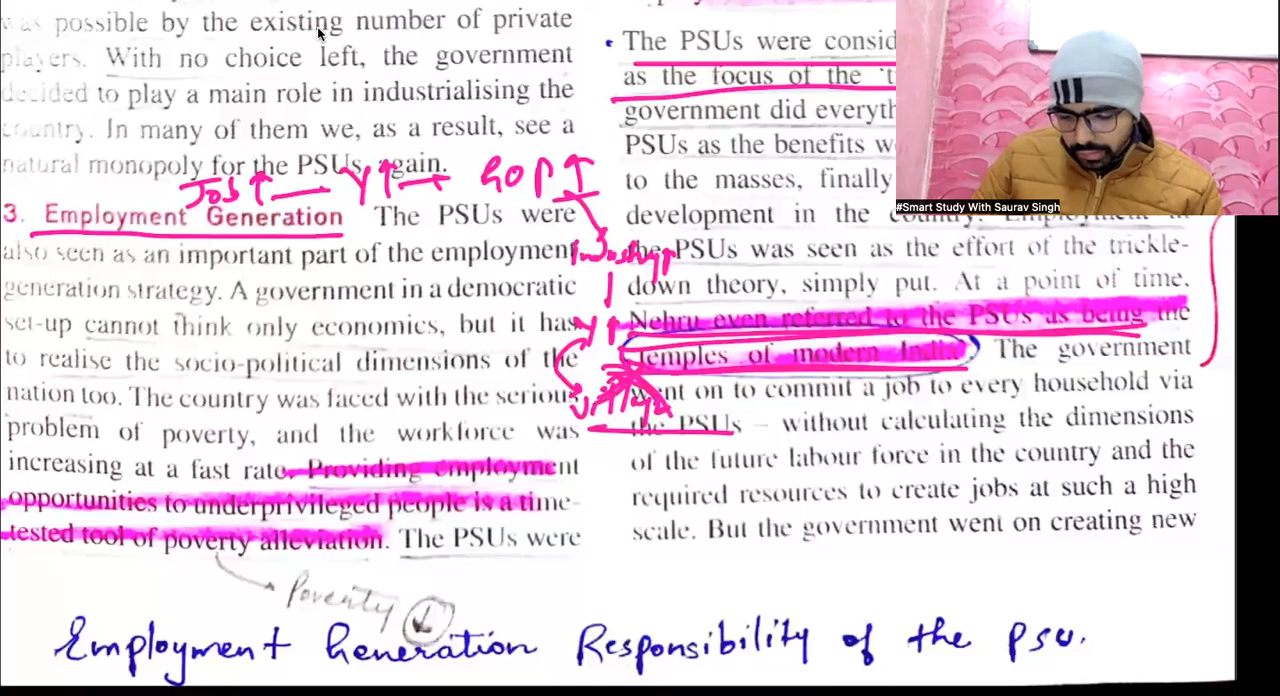 was possible by the existing number of private
players. With no choice left, the government
decided to play a main role in industrialising the
country. In many of them we, as a result, see a
natural monopoly for the PSUs again.
Job↑ — Y↑ → GDP↑
3. Employment Generation The PSUs were
also seen as an important part of the employment
generation strategy. A government in a democratic
set-up cannot think only economics, but it has
to realise the socio-political dimensions of the
nation too. The country was faced with the serious
problem of poverty, and the workforce was
increasing at a fast rate. Providing employment
opportunities to underprivileged people is a time-
tested tool of poverty alleviation. The PSUs were
Poverty ↓
Y↑
• The PSUs were consid
as the focus of the 't
government did everyth
PSUs as the benefits w
to the masses, finally
development in the country. Employment in
the PSUs was seen as the effort of the trickle-
down theory, simply put. At a point of time,
Nehru even referred to the PSUs as being the
temples of modern India. The government
went on to commit a job to every household via
the PSUs – without calculating the dimensions
of the future labour force in the country and the
required resources to create jobs at such a high
scale. But the government went on creating new
Employment Generation Responsibility of the PSU.
#Smart Study With Saurav Singh